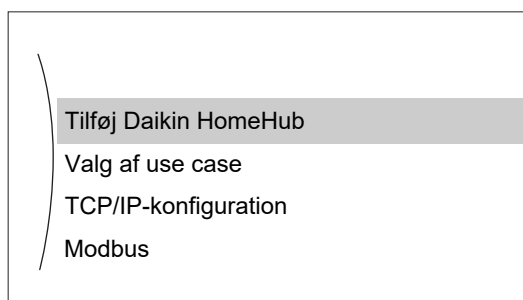 Tilføj Daikin HomeHub
Valg af use case
TCP/IP-konfiguration
Modbus